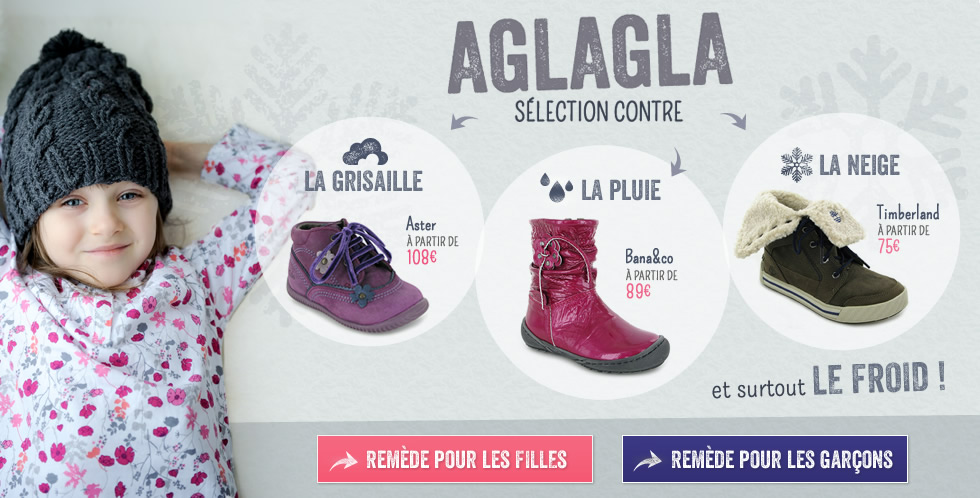 AGLAGLA
SÉLECTION CONTRE
LA GRISAILLE
Aster
À PARTIR DE
108€
LA PLUIE
Bana&co
À PARTIR DE
89€
LA NEIGE
Timberland
À PARTIR DE
75€
et surtout LE FROID !
REMÈDE POUR LES FILLES
REMÈDE POUR LES GARÇONS